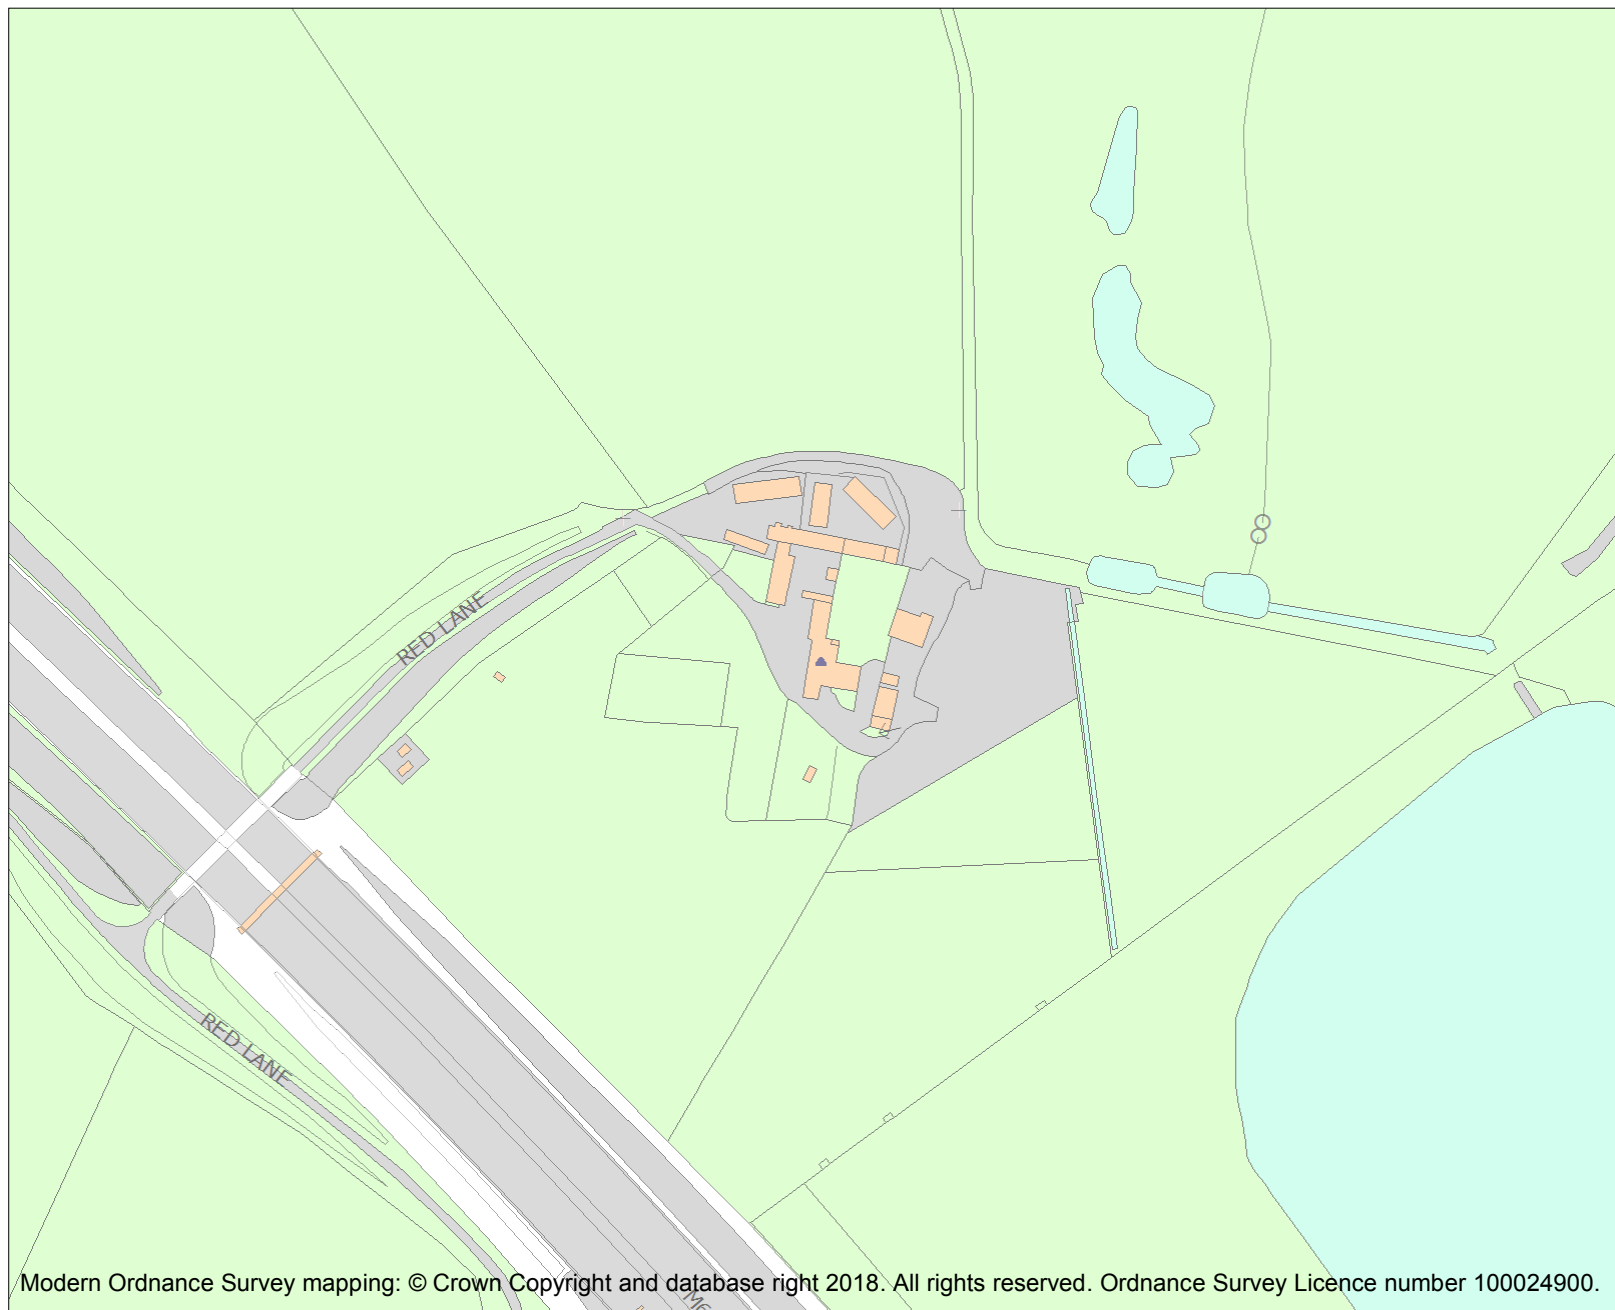 RED LANE
RED LANE
Modern Ordnance Survey mapping: © Crown Copyright and database right 2018. All rights reserved. Ordnance Survey Licence number 100024900.